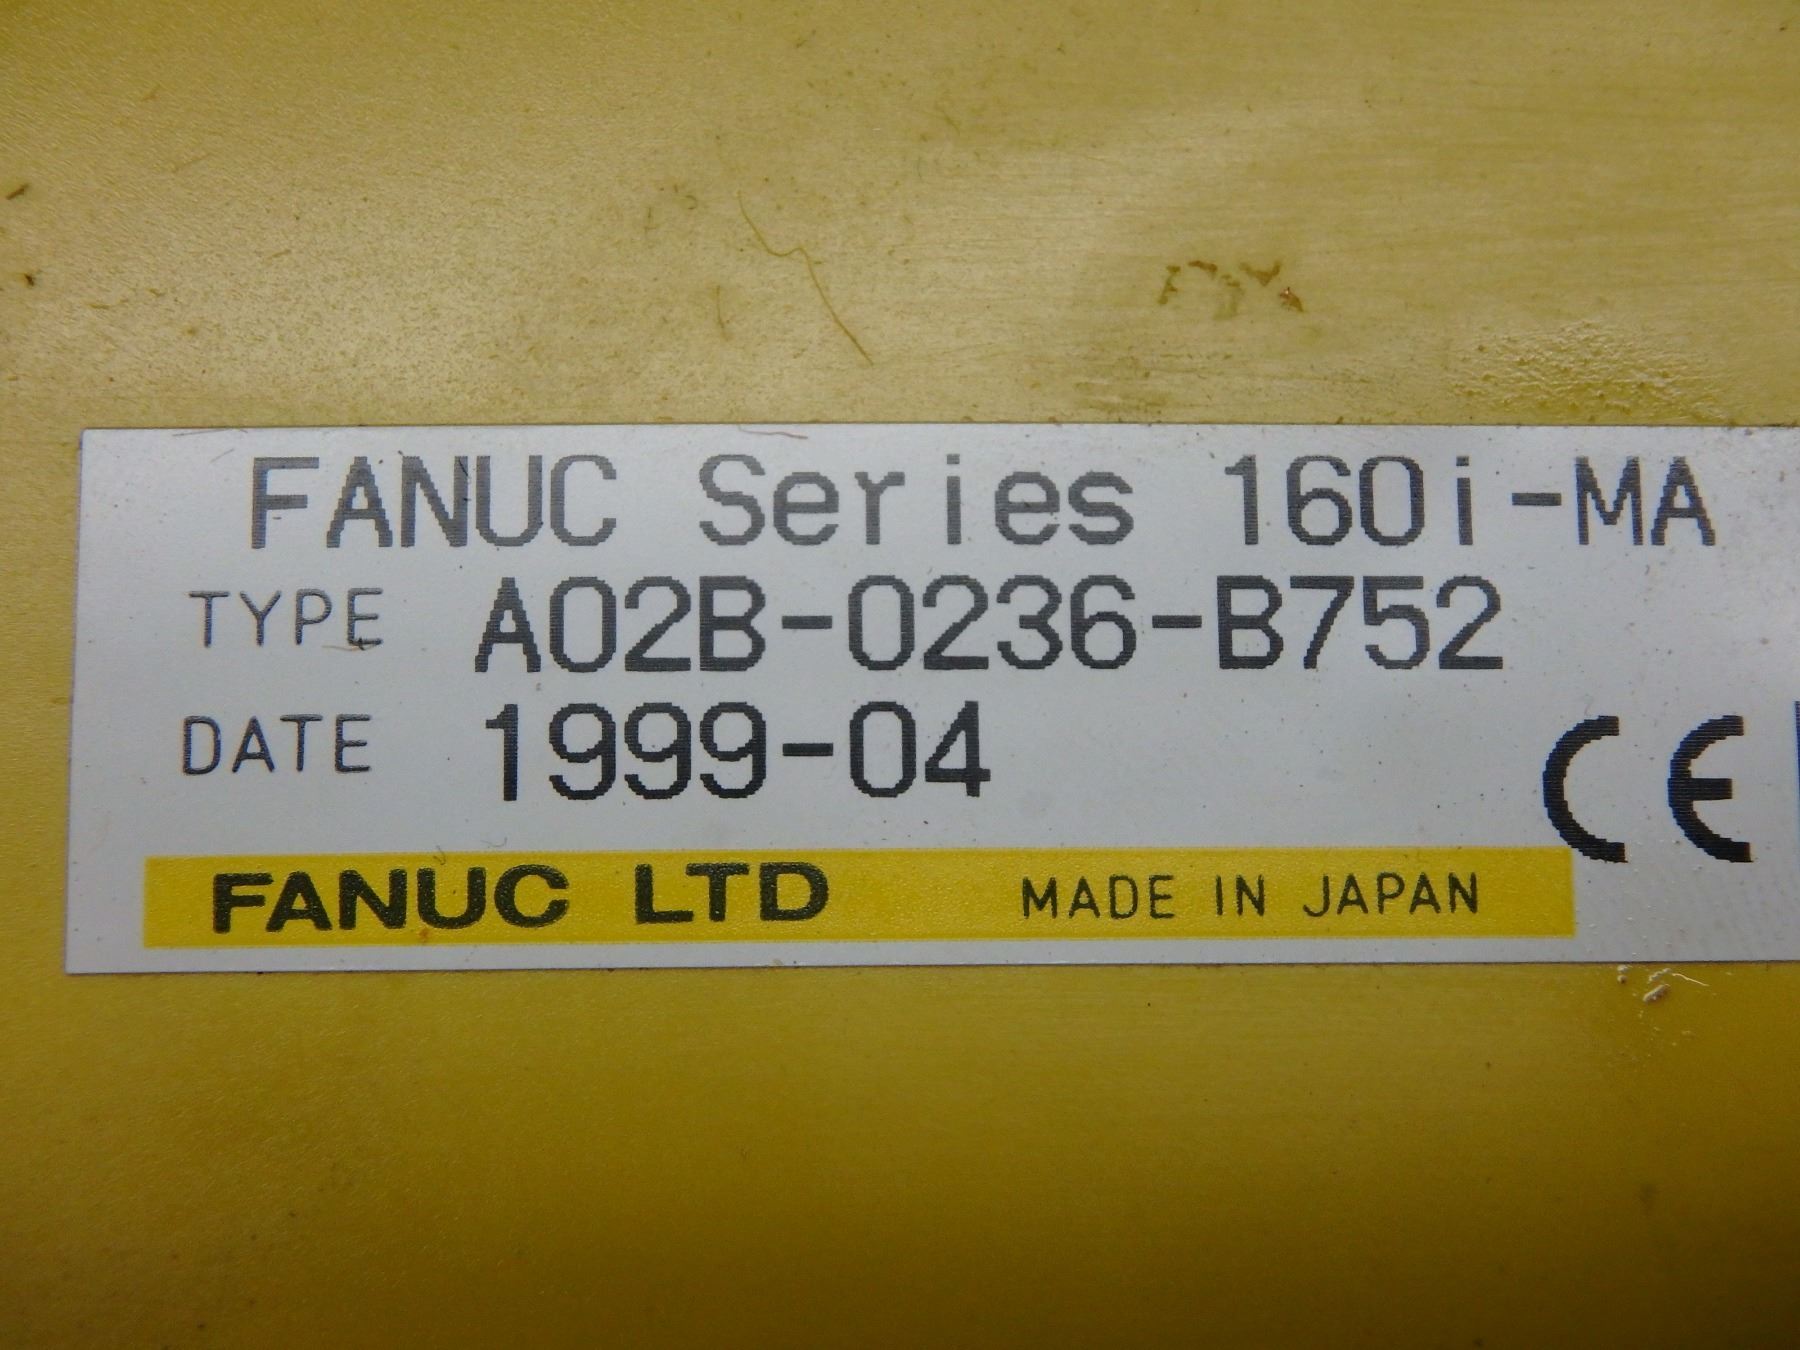 FANUC Series 160i-MA
TYPE A02B-0236-B752
DATE 1999-04
CE
FANUC LTD MADE IN JAPAN